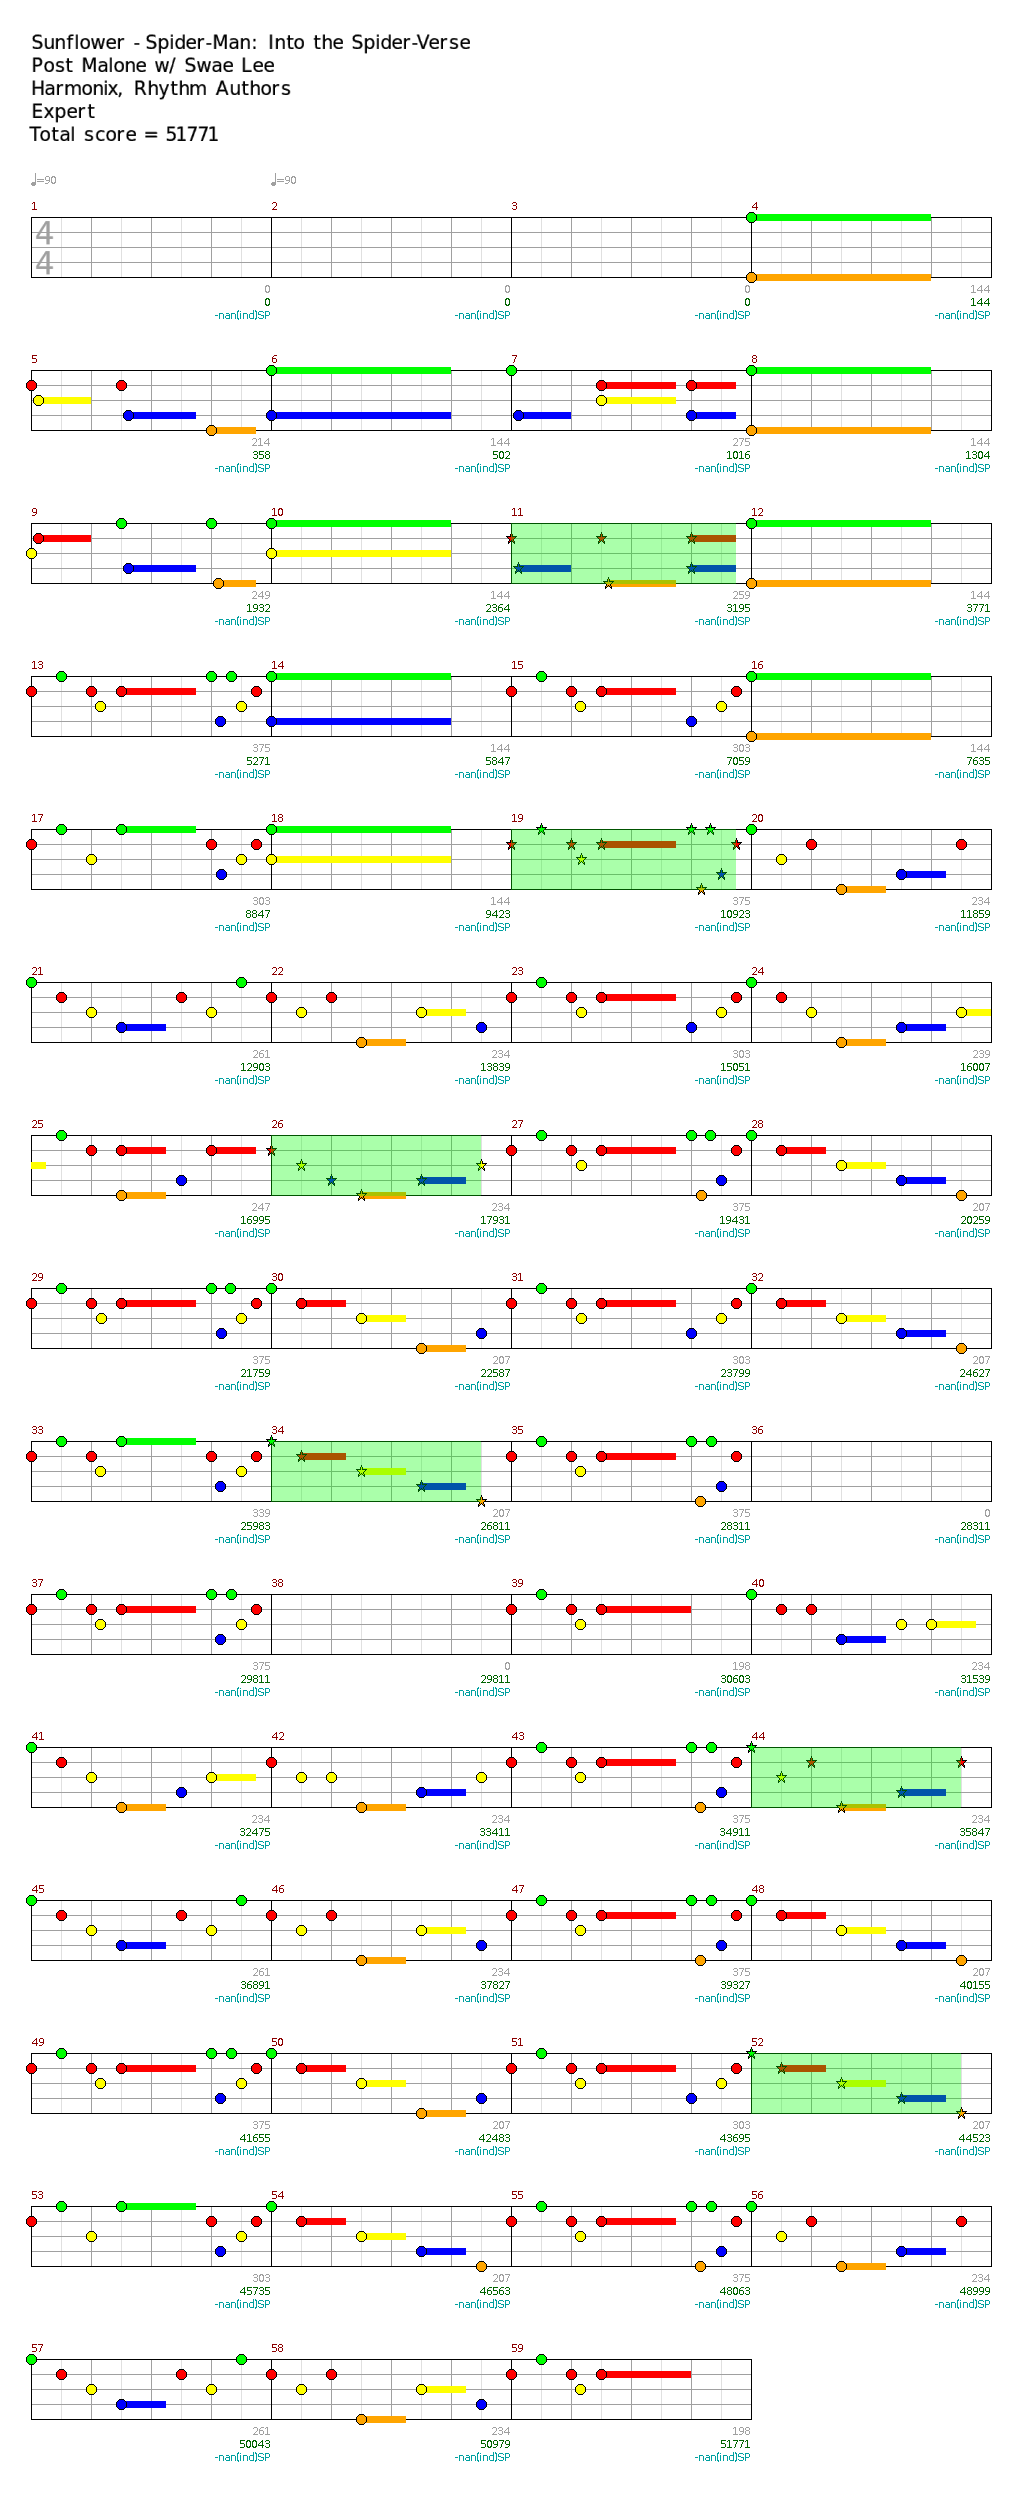 Sunflower - Spider-Man: Into the Spider-Verse
Post Malone w/ Swae Lee
Harmonix, Rhythm Authors
Expert
Total score = 51771
♩=90 ♩=90
1 2 3 4
4
4
0 0 0 144
0 0 0 144
-nan(ind)SP -nan(ind)SP -nan(ind)SP -nan(ind)SP
5 6 7 8
214 144 275 144
358 502 1016 1304
-nan(ind)SP -nan(ind)SP -nan(ind)SP -nan(ind)SP
9 10 11 12
249 144 259 144
1932 2364 3195 3771
-nan(ind)SP -nan(ind)SP -nan(ind)SP -nan(ind)SP
13 14 15 16
375 144 303 144
5271 5847 7059 7635
-nan(ind)SP -nan(ind)SP -nan(ind)SP -nan(ind)SP
17 18 19 20
303 144 375 234
8847 9423 10923 11859
-nan(ind)SP -nan(ind)SP -nan(ind)SP -nan(ind)SP
21 22 23 24
261 234 303 239
12903 13839 15051 16007
-nan(ind)SP -nan(ind)SP -nan(ind)SP -nan(ind)SP
25 26 27 28
247 234 375 207
16995 17931 19431 20259
-nan(ind)SP -nan(ind)SP -nan(ind)SP -nan(ind)SP
29 30 31 32
375 207 303 207
21759 22587 23799 24627
-nan(ind)SP -nan(ind)SP -nan(ind)SP -nan(ind)SP
33 34 35 36
339 207 375 0
25983 26811 28311 28311
-nan(ind)SP -nan(ind)SP -nan(ind)SP -nan(ind)SP
37 38 39 40
375 0 198 234
29811 29811 30603 31539
-nan(ind)SP -nan(ind)SP -nan(ind)SP -nan(ind)SP
41 42 43 44
234 234 375 234
32475 33411 34911 35847
-nan(ind)SP -nan(ind)SP -nan(ind)SP -nan(ind)SP
45 46 47 48
261 234 375 207
36891 37827 39327 40155
-nan(ind)SP -nan(ind)SP -nan(ind)SP -nan(ind)SP
49 50 51 52
375 207 303 207
41655 42483 43695 44523
-nan(ind)SP -nan(ind)SP -nan(ind)SP -nan(ind)SP
53 54 55 56
303 207 375 234
45735 46563 48063 48999
-nan(ind)SP -nan(ind)SP -nan(ind)SP -nan(ind)SP
57 58 59
261 234 198
50043 50979 51771
-nan(ind)SP -nan(ind)SP -nan(ind)SP